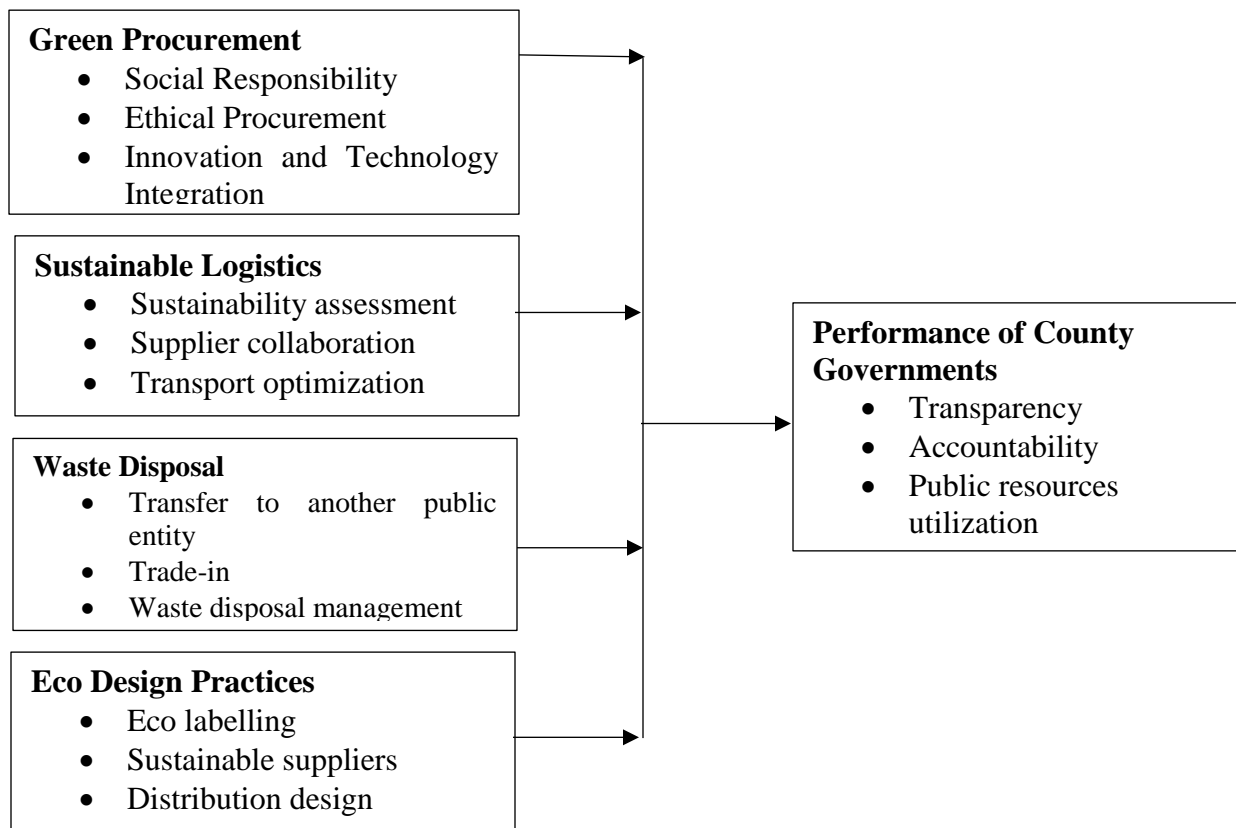 Green Procurement
• Social Responsibility
• Ethical Procurement
• Innovation and Technology
Integration
Sustainable Logistics
• Sustainability assessment
• Supplier collaboration
• Transport optimization
Waste Disposal
• Transfer to another public
entity
• Trade-in
• Waste disposal management
Eco Design Practices
• Eco labelling
• Sustainable suppliers
• Distribution design
Performance of County
Governments
• Transparency
• Accountability
• Public resources
utilization